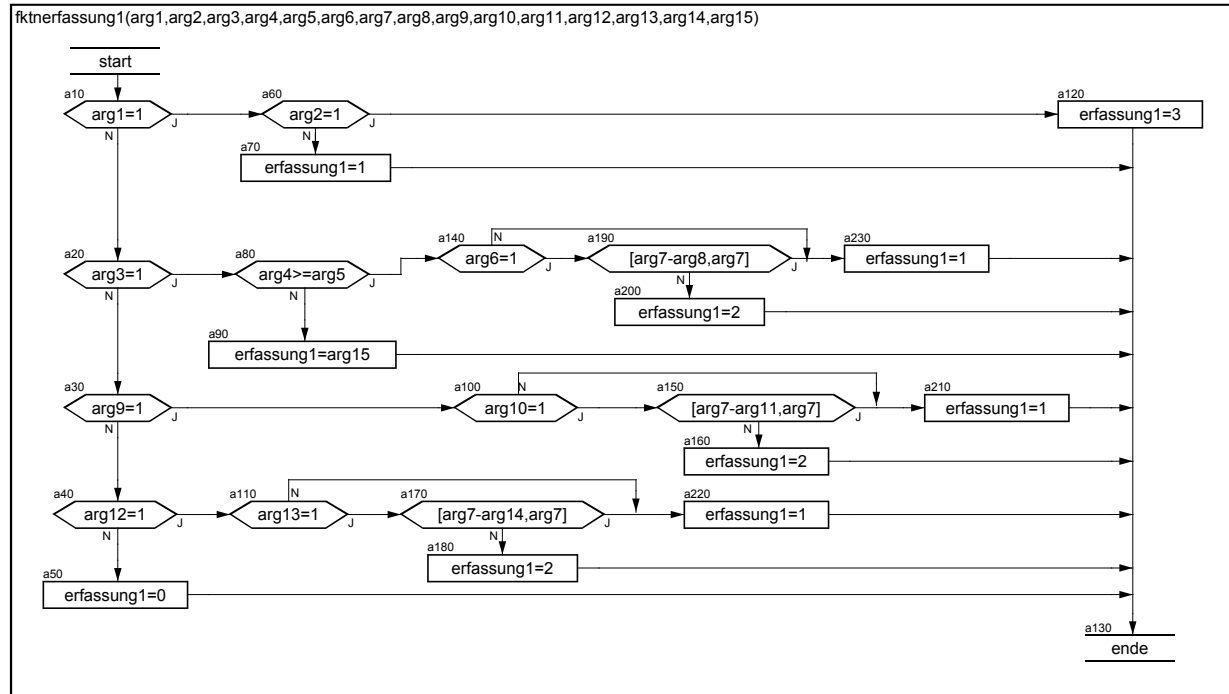 fktnerfassung1(arg1,arg2,arg3,arg4,arg5,arg6,arg7,arg8,arg9,arg10,arg11,arg12,arg13,arg14,arg15)
start
a10
arg1=1
J
N
a60
arg2=1
J
N
a120
erfassung1=3
a70
erfassung1=1
a20
arg3=1
J
N
a80
arg4>=arg5
J
N
a140
N
arg6=1
J
a190
[arg7-arg8,arg7]
J
N
a230
erfassung1=1
a200
erfassung1=2
a90
erfassung1=arg15
a30
arg9=1
J
N
a100
N
arg10=1
J
a150
[arg7-arg11,arg7]
J
N
a210
erfassung1=1
a160
erfassung1=2
a40
arg12=1
J
N
a110
N
arg13=1
J
a170
[arg7-arg14,arg7]
J
N
a220
erfassung1=1
a180
erfassung1=2
a50
erfassung1=0
a130
ende